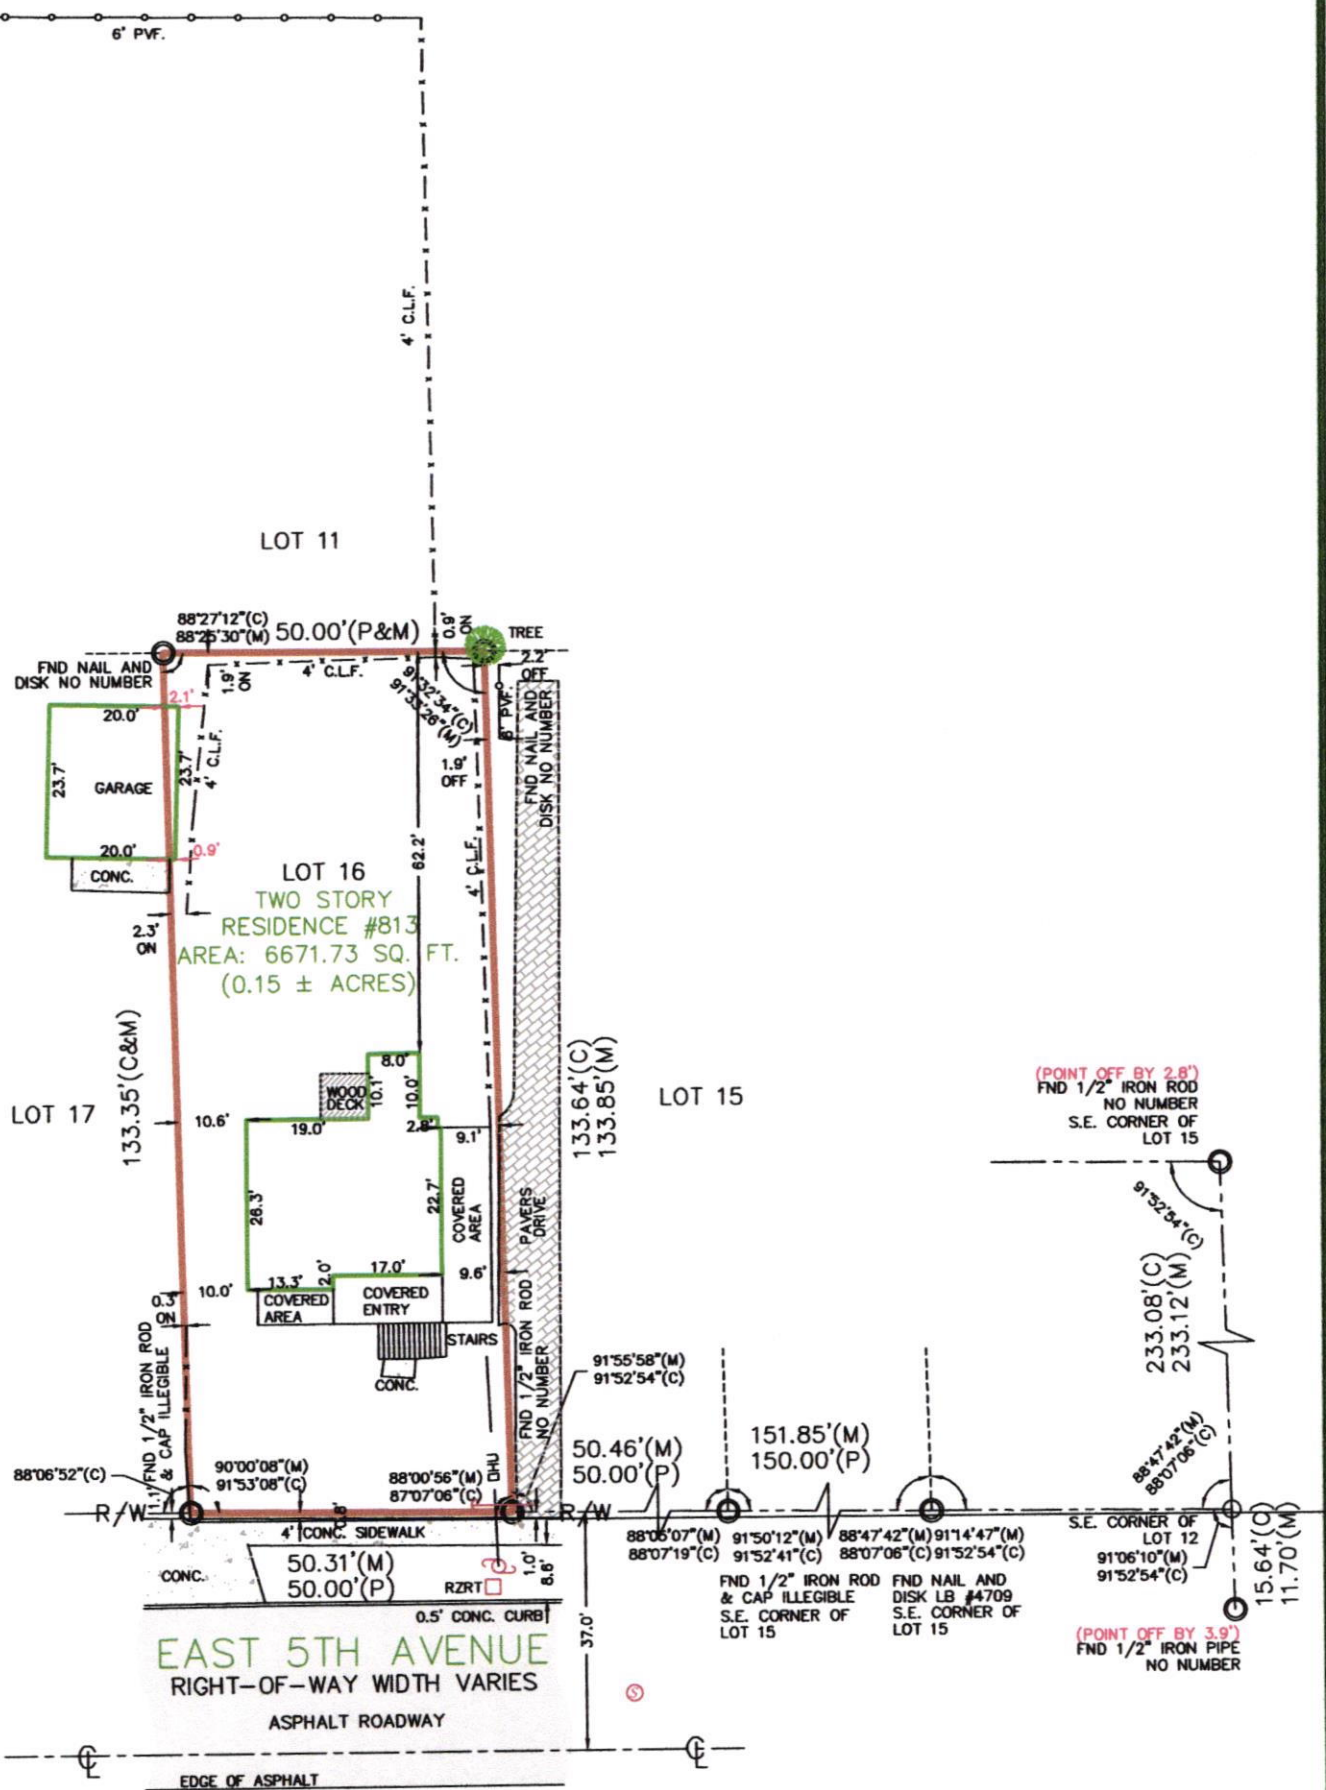 6' PVF.
4' C.L.F.
LOT 11
88°27'12"(C)
88°25'30"(M)
50.00'(P&M)
0.9'
ON
TREE
FND NAIL AND
DISK NO NUMBER
1.9'
ON
4' C.L.F.
91°32'34"(C)
91°33'26"(M)
2.2'
OFF
6' PVF.
FND NAIL AND
DISK NO NUMBER
2.1'
20.0'
23.7'
GARAGE
23.7'
4' C.L.F.
1.9'
OFF
20.0'
0.9'
CONC.
62.2'
4' C.L.F.
LOT 16
TWO STORY
RESIDENCE #813
AREA: 6671.73 SQ. FT.
(0.15 ± ACRES)
2.3'
ON
133.35'(C&M)
133.64'(C)
133.85'(M)
LOT 17
LOT 15
8.0'
WOOD
DECK
10.1'
10.0'
10.6'
19.0'
2.8'
9.1'
26.3'
22.7'
COVERED
AREA
PAVERS
DRIVE
13.3'
2.0'
17.0'
9.6'
10.0'
0.3'
ON
COVERED
AREA
COVERED
ENTRY
STAIRS
CONC.
FND 1/2" IRON ROD
& CAP ILLEGIBLE
FND 1/2" IRON ROD
NO NUMBER
(POINT OFF BY 2.8')
FND 1/2" IRON ROD
NO NUMBER
S.E. CORNER OF
LOT 15
91°52'54"(C)
233.08'(C)
233.12'(M)
91°55'58"(M)
91°52'54"(C)
88°06'52"(C)
1.1'
90°00'08"(M)
91°53'08"(C)
88°00'56"(M)
87°07'06"(C)
OHU
50.46'(M)
50.00'(P)
151.85'(M)
150.00'(P)
88°47'42"(M)
88°07'06"(C)
R/W
0.8'
R/W
4' CONC. SIDEWALK
88°05'07"(M)
88°07'19"(C)
91°50'12"(M)
91°52'41"(C)
88°47'42"(M)
88°07'06"(C)
91°14'47"(M)
91°52'54"(C)
S.E. CORNER OF
LOT 12
91°06'10"(M)
91°52'54"(C)
15.64'(C)
11.70'(M)
CONC.
50.31'(M)
50.00'(P)
RZRT
1.0'
8.6'
FND 1/2" IRON ROD
& CAP ILLEGIBLE
S.E. CORNER OF
LOT 15
FND NAIL AND
DISK LB #4709
S.E. CORNER OF
LOT 15
0.5' CONC. CURB
37.0'
(POINT OFF BY 3.9')
FND 1/2" IRON PIPE
NO NUMBER
EAST 5TH AVENUE
RIGHT-OF-WAY WIDTH VARIES
S
ASPHALT ROADWAY
EDGE OF ASPHALT